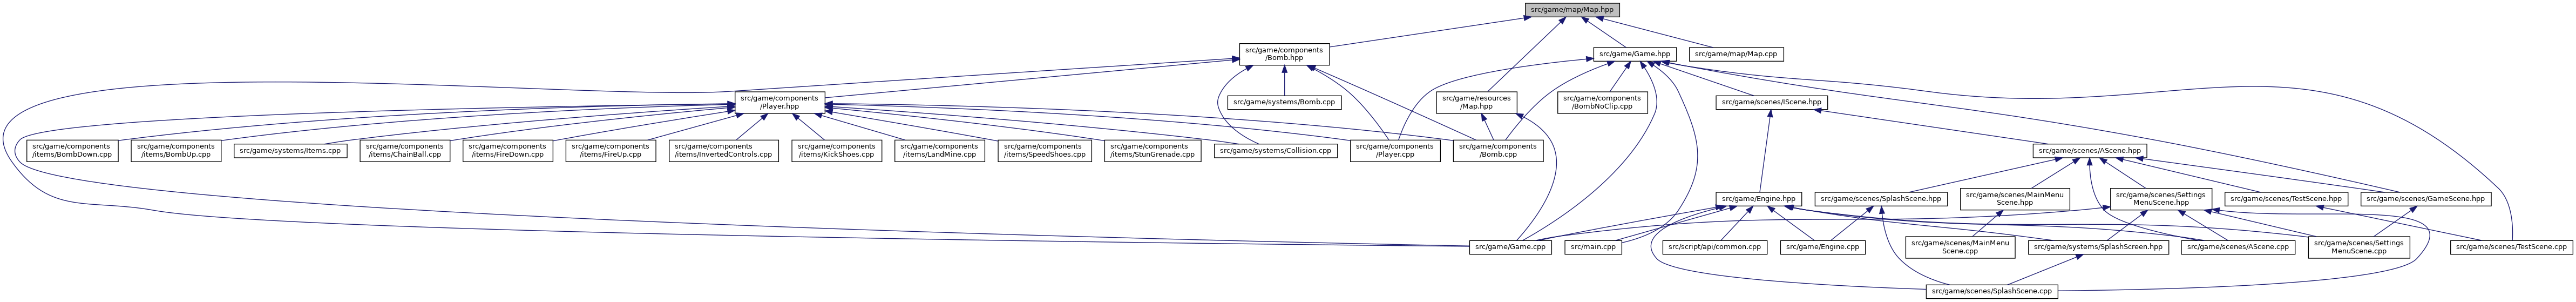 src/game/map/Map.hpp
src/game/components
/Bomb.hpp
src/game/Game.hpp
src/game/map/Map.cpp
src/game/components
/Player.hpp
src/game/systems/Bomb.cpp
src/game/resources
/Map.hpp
src/game/components
/BombNoClip.cpp
src/game/scenes/IScene.hpp
src/game/components
/items/BombDown.cpp
src/game/components
/items/BombUp.cpp
src/game/systems/Items.cpp
src/game/components
/items/ChainBall.cpp
src/game/components
/items/FireDown.cpp
src/game/components
/items/FireUp.cpp
src/game/components
/items/InvertedControls.cpp
src/game/components
/items/KickShoes.cpp
src/game/components
/items/LandMine.cpp
src/game/components
/items/SpeedShoes.cpp
src/game/components
/items/StunGrenade.cpp
src/game/systems/Collision.cpp
src/game/components
/Player.cpp
src/game/components
/Bomb.cpp
src/game/scenes/AScene.hpp
src/game/Engine.hpp
src/game/scenes/SplashScene.hpp
src/game/scenes/MainMenu
Scene.hpp
src/game/scenes/Settings
MenuScene.hpp
src/game/scenes/TestScene.hpp
src/game/scenes/GameScene.hpp
src/game/Game.cpp
src/main.cpp
src/script/api/common.cpp
src/game/Engine.cpp
src/game/scenes/MainMenu
Scene.cpp
src/game/systems/SplashScreen.hpp
src/game/scenes/AScene.cpp
src/game/scenes/Settings
MenuScene.cpp
src/game/scenes/TestScene.cpp
src/game/scenes/SplashScene.cpp